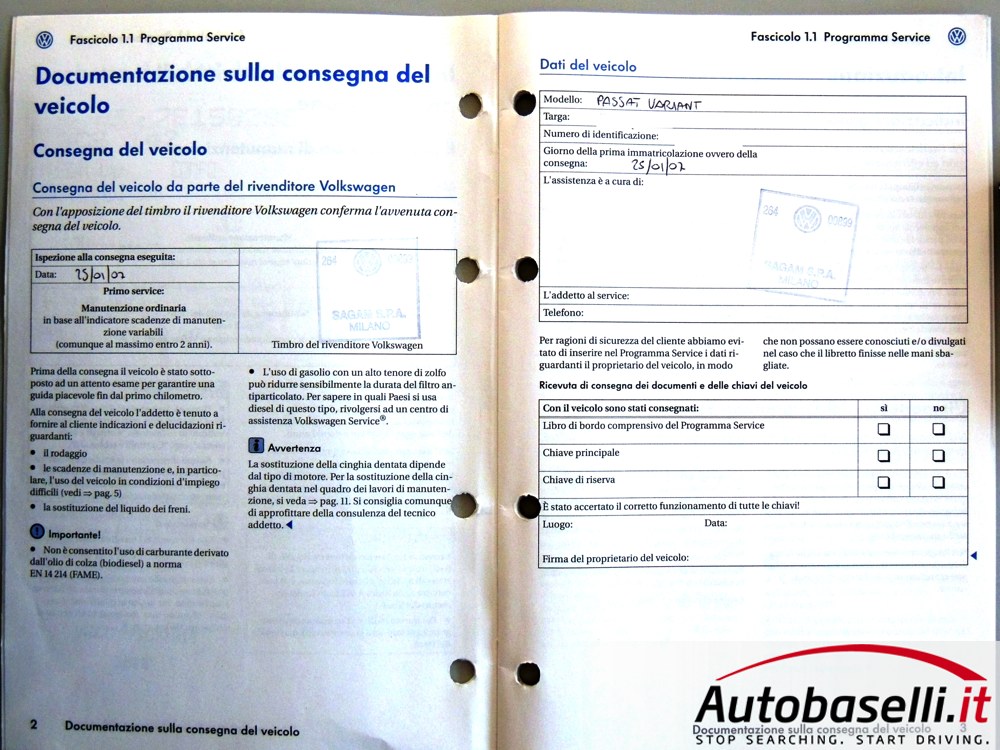 Fascicolo 1.1 Programma Service
Documentazione sulla consegna del
veicolo
Consegna del veicolo
Consegna del veicolo da parte del rivenditore Volkswagen
Con l'apposizione del timbro il rivenditore Volkswagen conferma l'avvenuta con-
segna del veicolo.
Ispezione alla consegna eseguita:
Data: 25/01/07
Primo service:
Manutenzione ordinaria
in base all'indicatore scadenze di manuten-
zione variabili
(comunque al massimo entro 2 anni).
284
SAGAM S.P.A.
MILANO
Timbro del rivenditore Volkswagen
Prima della consegna il veicolo è stato sotto-
posto ad un attento esame per garantire una
guida piacevole fin dal primo chilometro.
Alla consegna del veicolo l'addetto è tenuto a
fornire al cliente indicazioni e delucidazioni ri-
guardanti:
• il rodaggio
• le scadenze di manutenzione e, in partico-
lare, l'uso del veicolo in condizioni d'impiego
difficili (vedi ⇒ pag. 5)
• la sostituzione del liquido dei freni.
Importante!
• Non è consentito l'uso di carburante derivato
dall'olio di colza (biodiesel) a norma
EN 14 214 (FAME).
• L'uso di gasolio con un alto tenore di zolfo
può ridurre sensibilmente la durata del filtro an-
tiparticolato. Per sapere in quali Paesi si usa
diesel di questo tipo, rivolgersi ad un centro di
assistenza Volkswagen Service®.
Avvertenza
La sostituzione della cinghia dentata dipende
dal tipo di motore. Per la sostituzione della cin-
ghia dentata nel quadro dei lavori di manuten-
zione, si veda ⇒ pag. 11. Si consiglia comunque
di approfittare della consulenza del tecnico
addetto. ◀
2 Documentazione sulla consegna del veicolo
Fascicolo 1.1 Programma Service
Dati del veicolo
Modello: PASSAT VARIANT
Targa:
Numero di identificazione:
Giorno della prima immatricolazione ovvero della
consegna: 25/01/07
L'assistenza è a cura di:
284
SAGAM S.P.A.
MILANO
L'addetto al service:
Telefono:
Per ragioni di sicurezza del cliente abbiamo evi-
tato di inserire nel Programma Service i dati ri-
guardanti il proprietario del veicolo, in modo
che non possano essere conosciuti e/o divulgati
nel caso che il libretto finisse nelle mani sba-
gliate.
Ricevuta di consegna dei documenti e delle chiavi del veicolo
Con il veicolo sono stati consegnati: sì no
Libro di bordo comprensivo del Programma Service ❏ ❏
Chiave principale ❏ ❏
Chiave di riserva ❏ ❏
È stato accertato il corretto funzionamento di tutte le chiavi!
Luogo: Data:
Firma del proprietario del veicolo:
◀
Documentazione sulla consegna del veicolo 3
Autobaselli.it
STOP SEARCHING. START DRIVING.